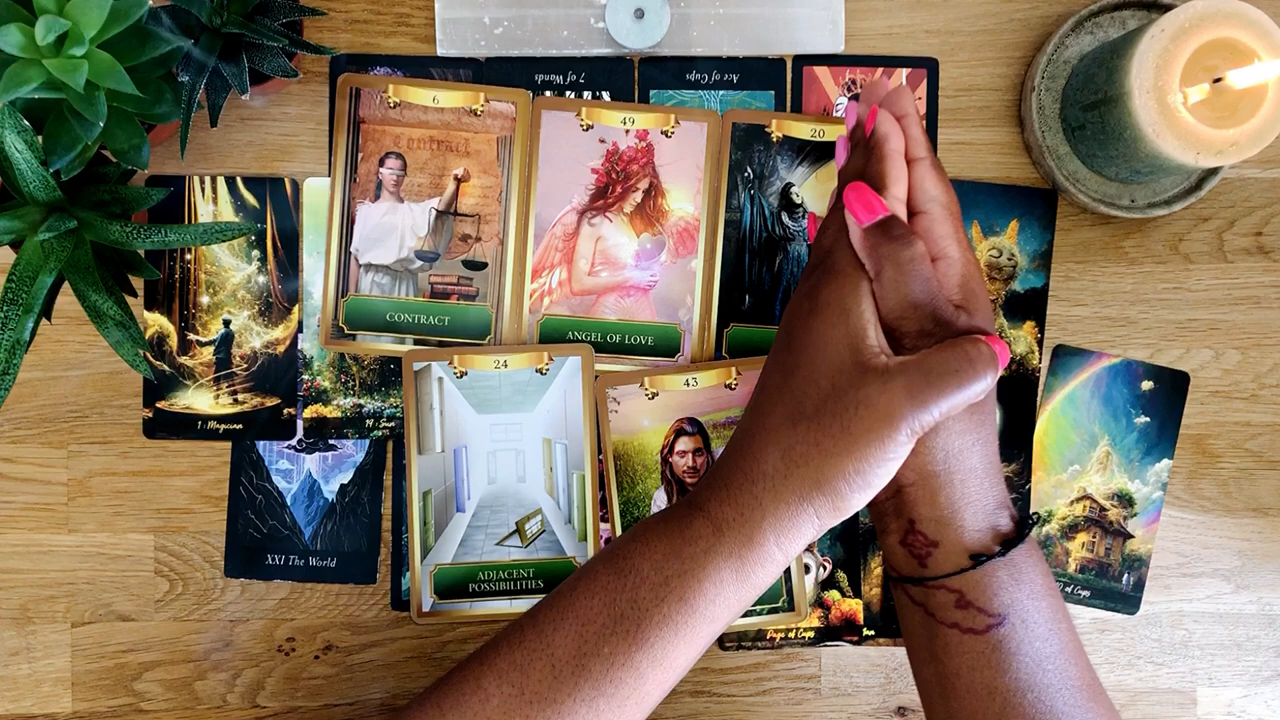 7 of Wands
Ace of Cups
6
Contract
CONTRACT
49
ANGEL OF LOVE
20
1 : Magician
19 : Sun
24
ADJACENT
POSSIBILITIES
43
XXI The World
of Cups
Page of Cups